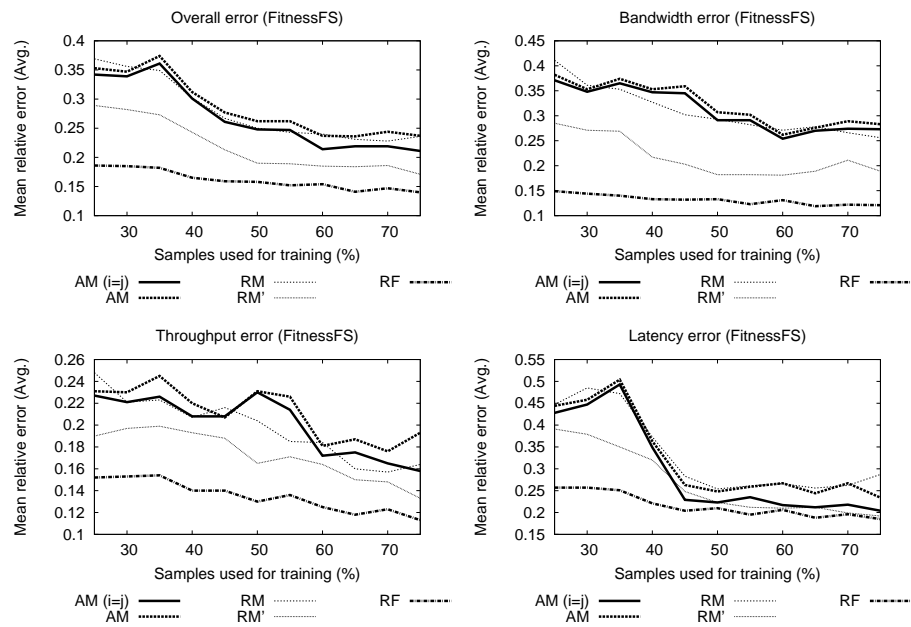 Overall error (FitnessFS)
Mean relative error (Avg.)
0.4
0.35
0.3
0.25
0.2
0.15
0.1
30 40 50 60 70
Samples used for training (%)
AM (i=j) RM RF
AM RM'
Bandwidth error (FitnessFS)
Mean relative error (Avg.)
0.45
0.4
0.35
0.3
0.25
0.2
0.15
0.1
30 40 50 60 70
Samples used for training (%)
AM (i=j) RM RF
AM RM'
Throughput error (FitnessFS)
Mean relative error (Avg.)
0.26
0.24
0.22
0.2
0.18
0.16
0.14
0.12
0.1
30 40 50 60 70
Samples used for training (%)
AM (i=j) RM RF
AM RM'
Latency error (FitnessFS)
Mean relative error (Avg.)
0.55
0.5
0.45
0.4
0.35
0.3
0.25
0.2
0.15
30 40 50 60 70
Samples used for training (%)
AM (i=j) RM RF
AM RM'